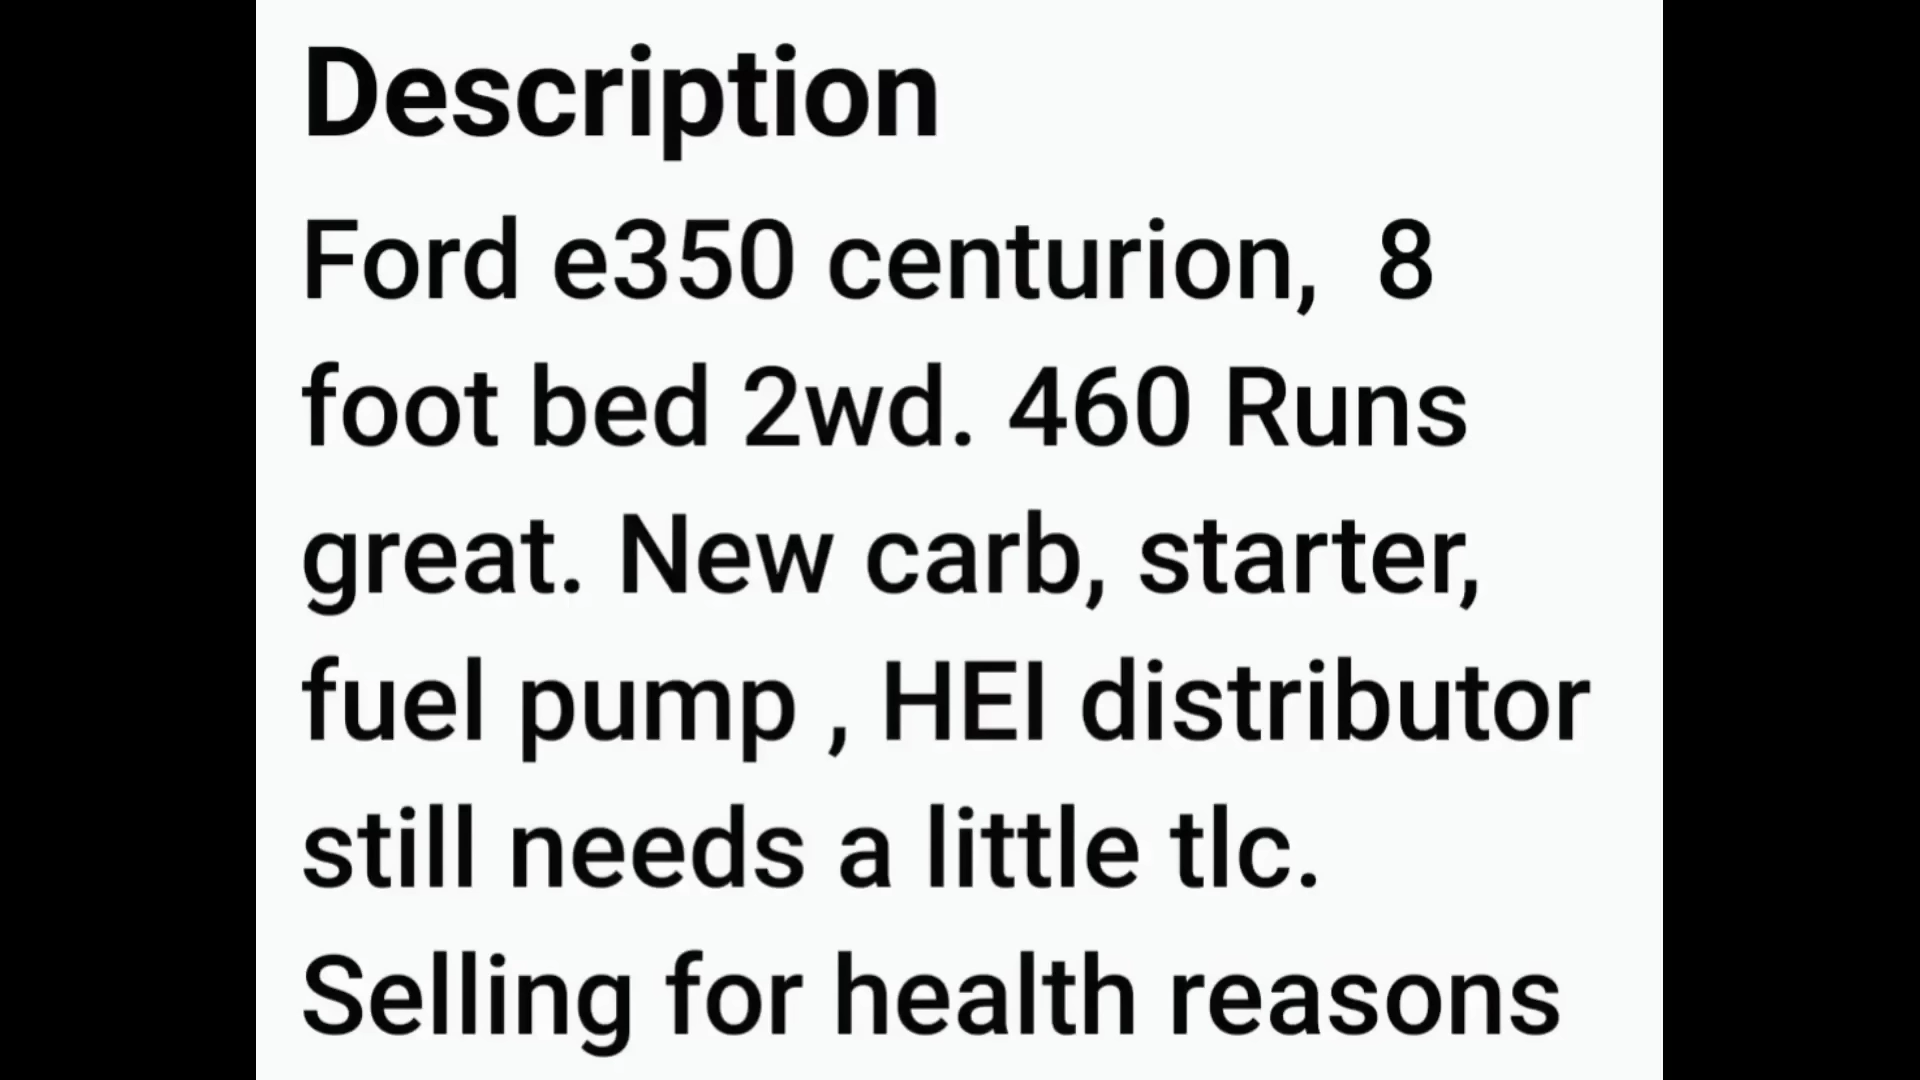 Description
Ford e350 centurion,  8
foot bed 2wd. 460 Runs
great. New carb, starter,
fuel pump , HEI distributor
still needs a little tlc.
Selling for health reasons